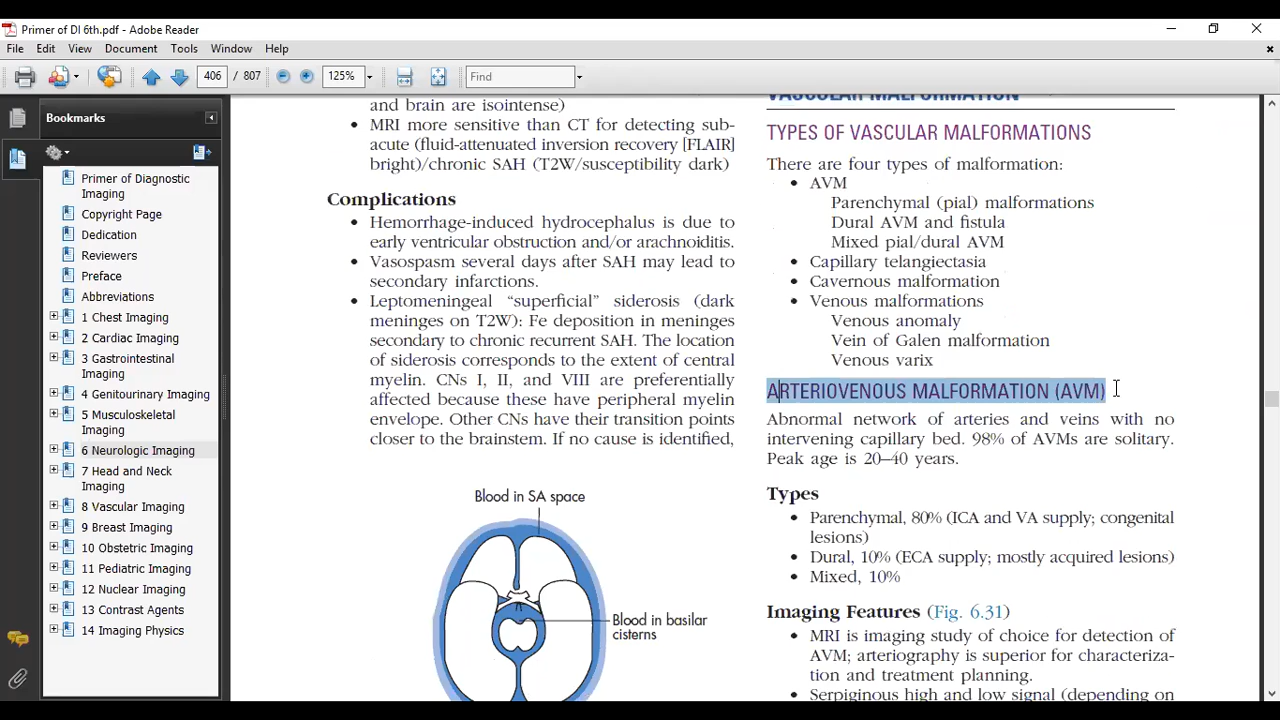 Primer of DI 6th.pdf - Adobe Reader
File Edit View Document Tools Window Help
406 / 807 125% Find
Bookmarks
Primer of Diagnostic
Imaging
Copyright Page
Dedication
Reviewers
Preface
Abbreviations
1 Chest Imaging
2 Cardiac Imaging
3 Gastrointestinal
Imaging
4 Genitourinary Imaging
5 Musculoskeletal
Imaging
6 Neurologic Imaging
7 Head and Neck
Imaging
8 Vascular Imaging
9 Breast Imaging
10 Obstetric Imaging
11 Pediatric Imaging
12 Nuclear Imaging
13 Contrast Agents
14 Imaging Physics
and brain are isointense)
• MRI more sensitive than CT for detecting sub-
acute (fluid-attenuated inversion recovery [FLAIR]
bright)/chronic SAH (T2W/susceptibility dark)
Complications
• Hemorrhage-induced hydrocephalus is due to
early ventricular obstruction and/or arachnoiditis.
• Vasospasm several days after SAH may lead to
secondary infarctions.
• Leptomeningeal “superficial” siderosis (dark
meninges on T2W): Fe deposition in meninges
secondary to chronic recurrent SAH. The location
of siderosis corresponds to the extent of central
myelin. CNs I, II, and VIII are preferentially
affected because these have peripheral myelin
envelope. Other CNs have their transition points
closer to the brainstem. If no cause is identified,
Blood in SA space
Blood in basilar
cisterns
VASCULAR MALFORMATION
TYPES OF VASCULAR MALFORMATIONS
There are four types of malformation:
• AVM
Parenchymal (pial) malformations
Dural AVM and fistula
Mixed pial/dural AVM
• Capillary telangiectasia
• Cavernous malformation
• Venous malformations
Venous anomaly
Vein of Galen malformation
Venous varix
ARTERIOVENOUS MALFORMATION (AVM)
Abnormal network of arteries and veins with no
intervening capillary bed. 98% of AVMs are solitary.
Peak age is 20–40 years.
Types
• Parenchymal, 80% (ICA and VA supply; congenital
lesions)
• Dural, 10% (ECA supply; mostly acquired lesions)
• Mixed, 10%
Imaging Features (Fig. 6.31)
• MRI is imaging study of choice for detection of
AVM; arteriography is superior for characteriza-
tion and treatment planning.
• Serpiginous high and low signal (depending on